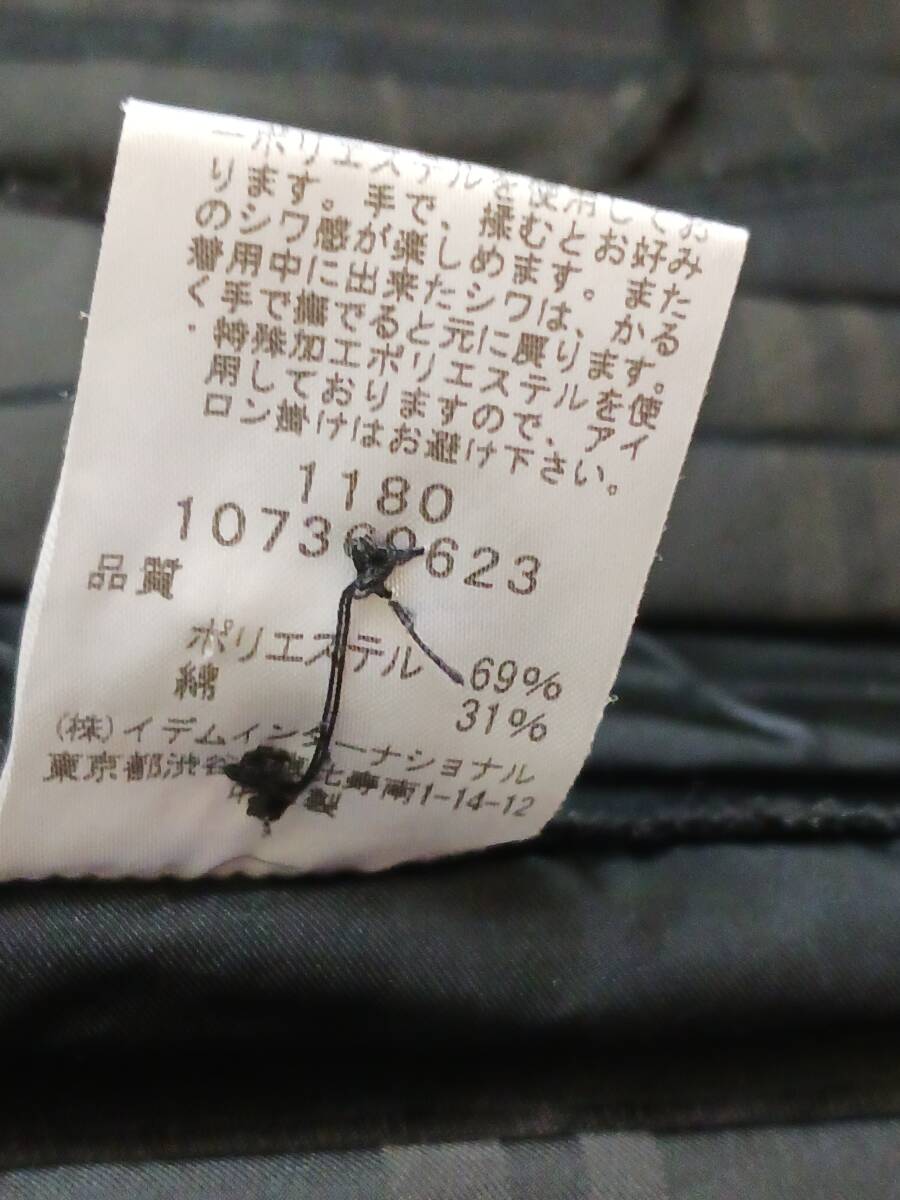 ーポリエステルを使用してお
ります。手で、揉むとお好み
のシワ感が楽しめます。また
着用中に出来たシワは、かる
く手で撫でると元に戻ります。
特殊加工ポリエステルを使
用しておりますので、アイ
ロン掛けはお避け下さい。
1180
107369623
品質
ポリエステル 69%
綿 31%
(株)イデムインターナショナル
東京都渋谷 比寿南1-14-12
中 製